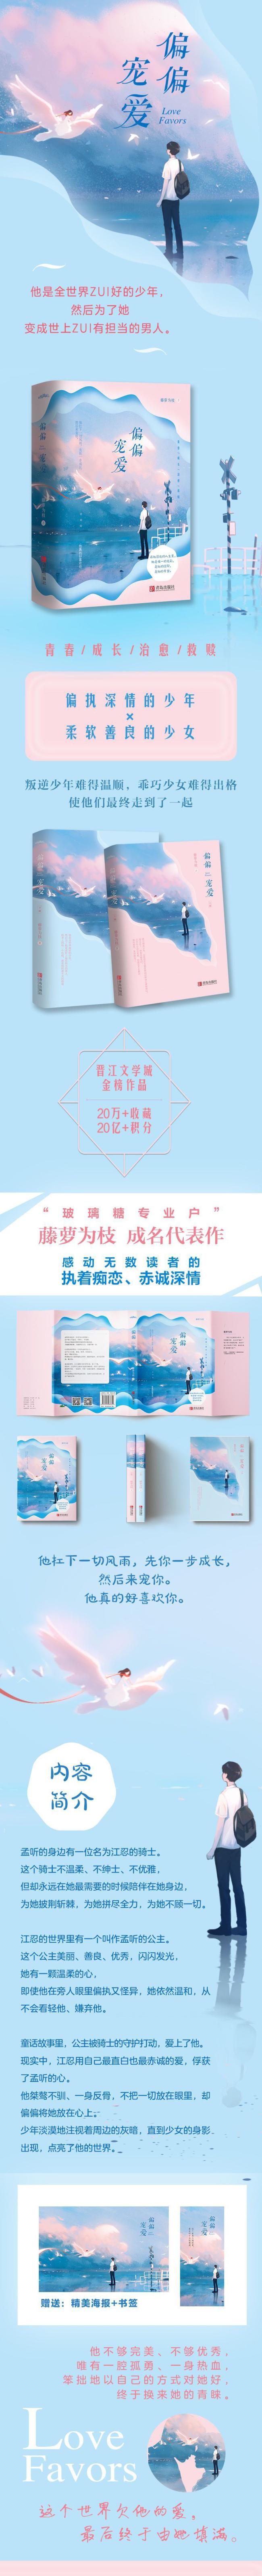 偏偏
宠爱
Love
Favors
他是全世界ZUI好的少年，
然后为了她
变成世上ZUI有担当的男人。
偏偏
宠爱
青春/成长/治愈/救赎
偏执深情的少年
×
柔软善良的少女
叛逆少年难得温顺，乖巧少女难得出格
使他们最终走到了一起
偏偏
宠爱
晋江文学城
金榜作品
20万+收藏
20亿+积分
“玻璃糖专业户”
藤萝为枝 成名代表作
感动无数读者的
执着痴恋、赤诚深情
偏偏
宠爱
他扛下一切风雨，先你一步成长，
然后来宠你。
他真的好喜欢你。
内容
简介
孟听的身边有一位名为江忍的骑士。
这个骑士不温柔、不绅士、不优雅，
但却永远在她最需要的时候陪伴在她身边，
为她披荆斩棘，为她拼尽全力，为她不顾一切。
江忍的世界里有一个叫作孟听的公主。
这个公主美丽、善良、优秀，闪闪发光，
她有一颗温柔的心，
即使他在旁人眼里偏执又怪异，她依然温和，从
不会看轻他、嫌弃他。
童话故事里，公主被骑士的守护打动，爱上了他。
现实中，江忍用自己最直白也最赤诚的爱，俘获
了孟听的心。
他桀骜不驯、一身反骨，不把一切放在眼里，却
偏偏将她放在心上。
少年淡漠地注视着周边的灰暗，直到少女的身影
出现，点亮了他的世界。
偏偏
宠爱
赠送：精美海报+书签
他不够完美、不够优秀，
唯有一腔孤勇、一身热血，
笨拙地以自己的方式对她好，
终于换来她的青睐。
Love
Favors
这个世界欠他的爱，
最后终于由她填满。